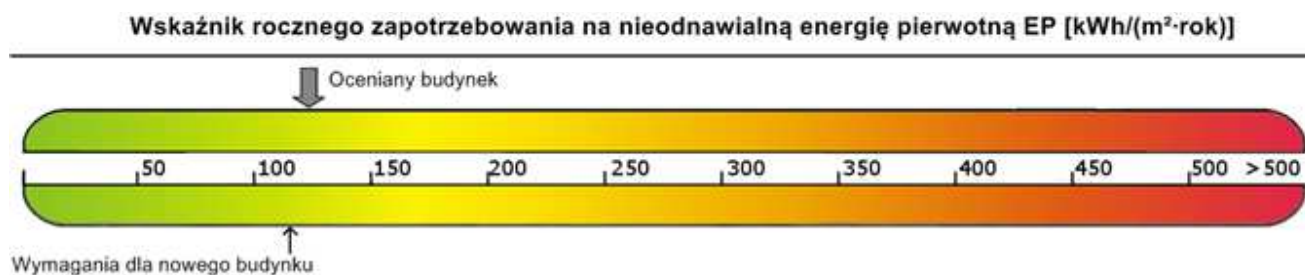 Wskaźnik rocznego zapotrzebowania na nieodnawialną energię pierwotną EP [kWh/(m²·rok)]
Oceniany budynek
50 100 150 200 250 300 350 400 450 500 > 500
Wymagania dla nowego budynku